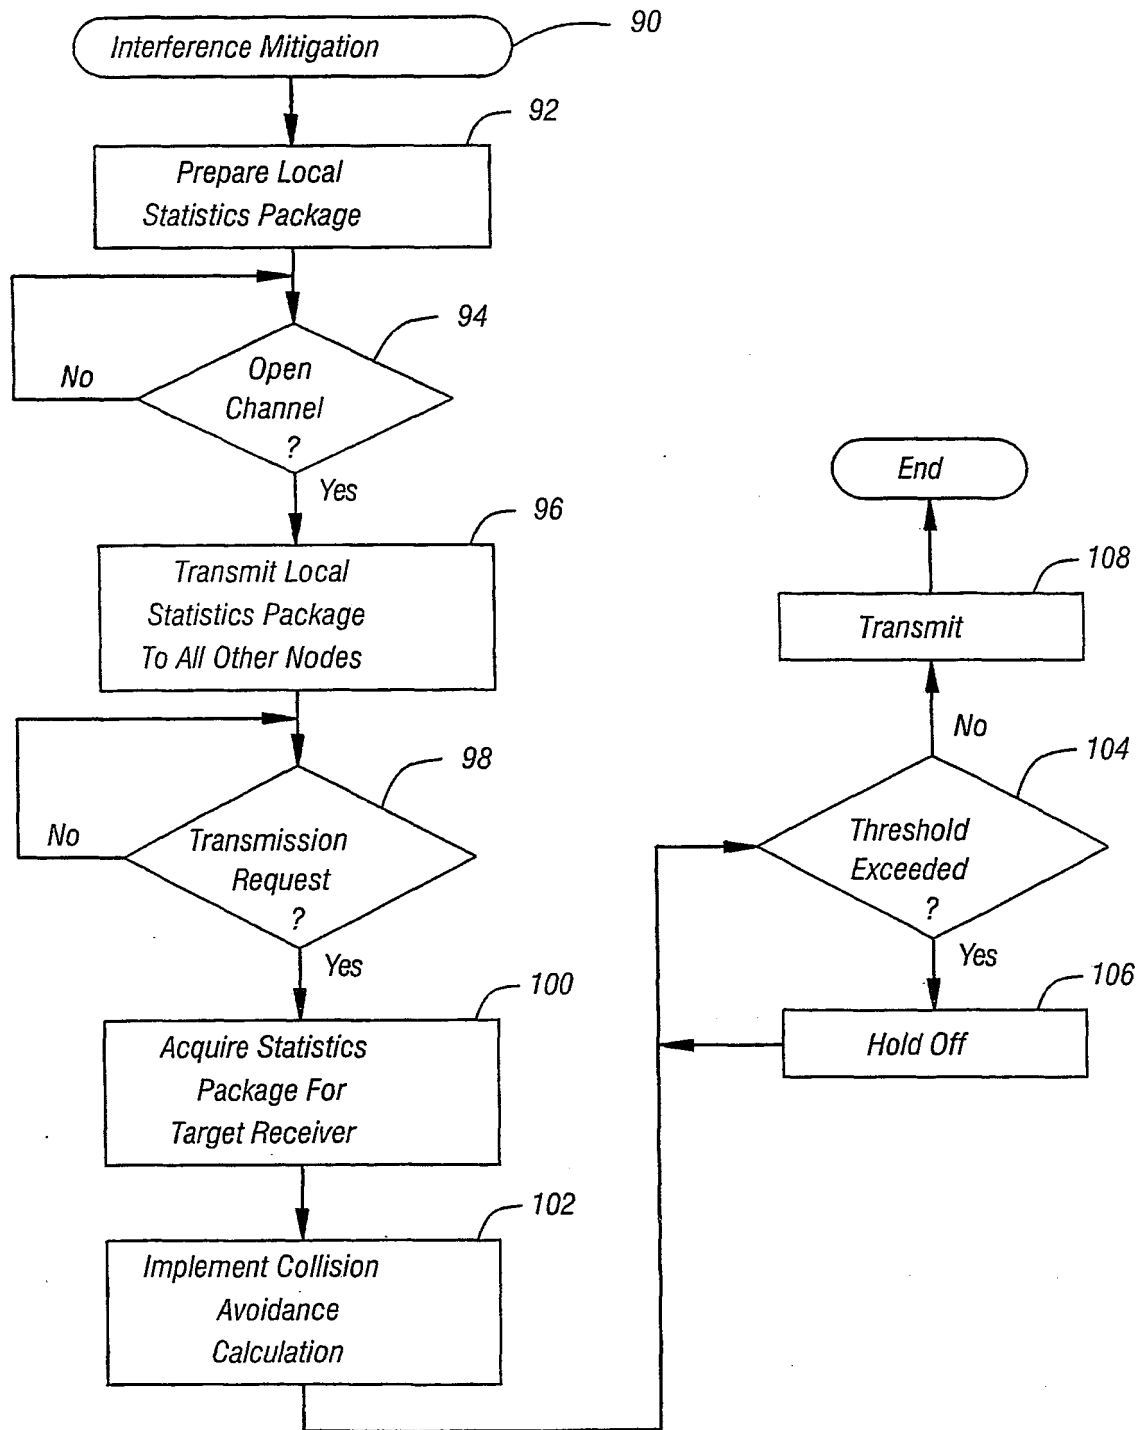 Interference Mitigation
90
92
Prepare Local
Statistics Package
94
Open
Channel
?
No
Yes
96
Transmit Local
Statistics Package
To All Other Nodes
98
Transmission
Request
?
No
Yes
100
Acquire Statistics
Package For
Target Receiver
102
Implement Collision
Avoidance
Calculation
End
108
Transmit
No
104
Threshold
Exceeded
?
Yes
106
Hold Off